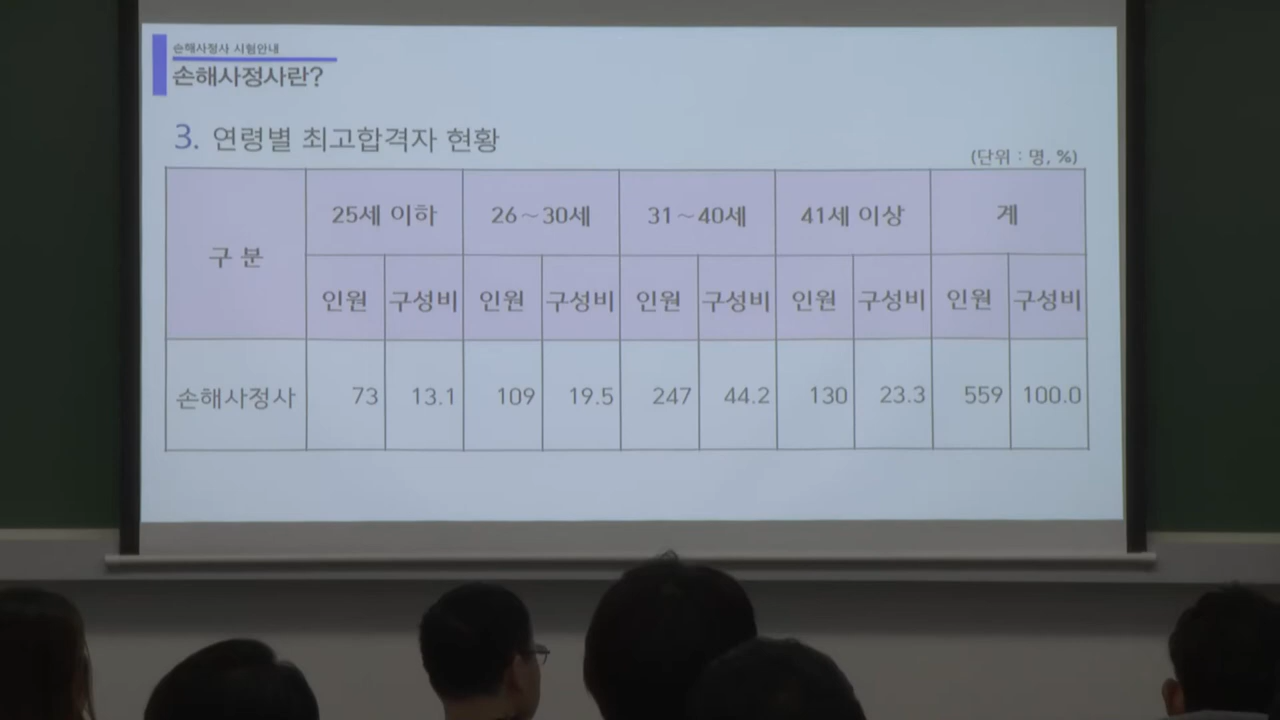 손해사정사 시험안내
손해사정사란?
3. 연령별 최고합격자 현황
(단위 : 명, %)
구 분 25세 이하 26~30세 31~40세 41세 이상 계
인원 구성비 인원 구성비 인원 구성비 인원 구성비 인원 구성비
손해사정사 73 13.1 109 19.5 247 44.2 130 23.3 559 100.0